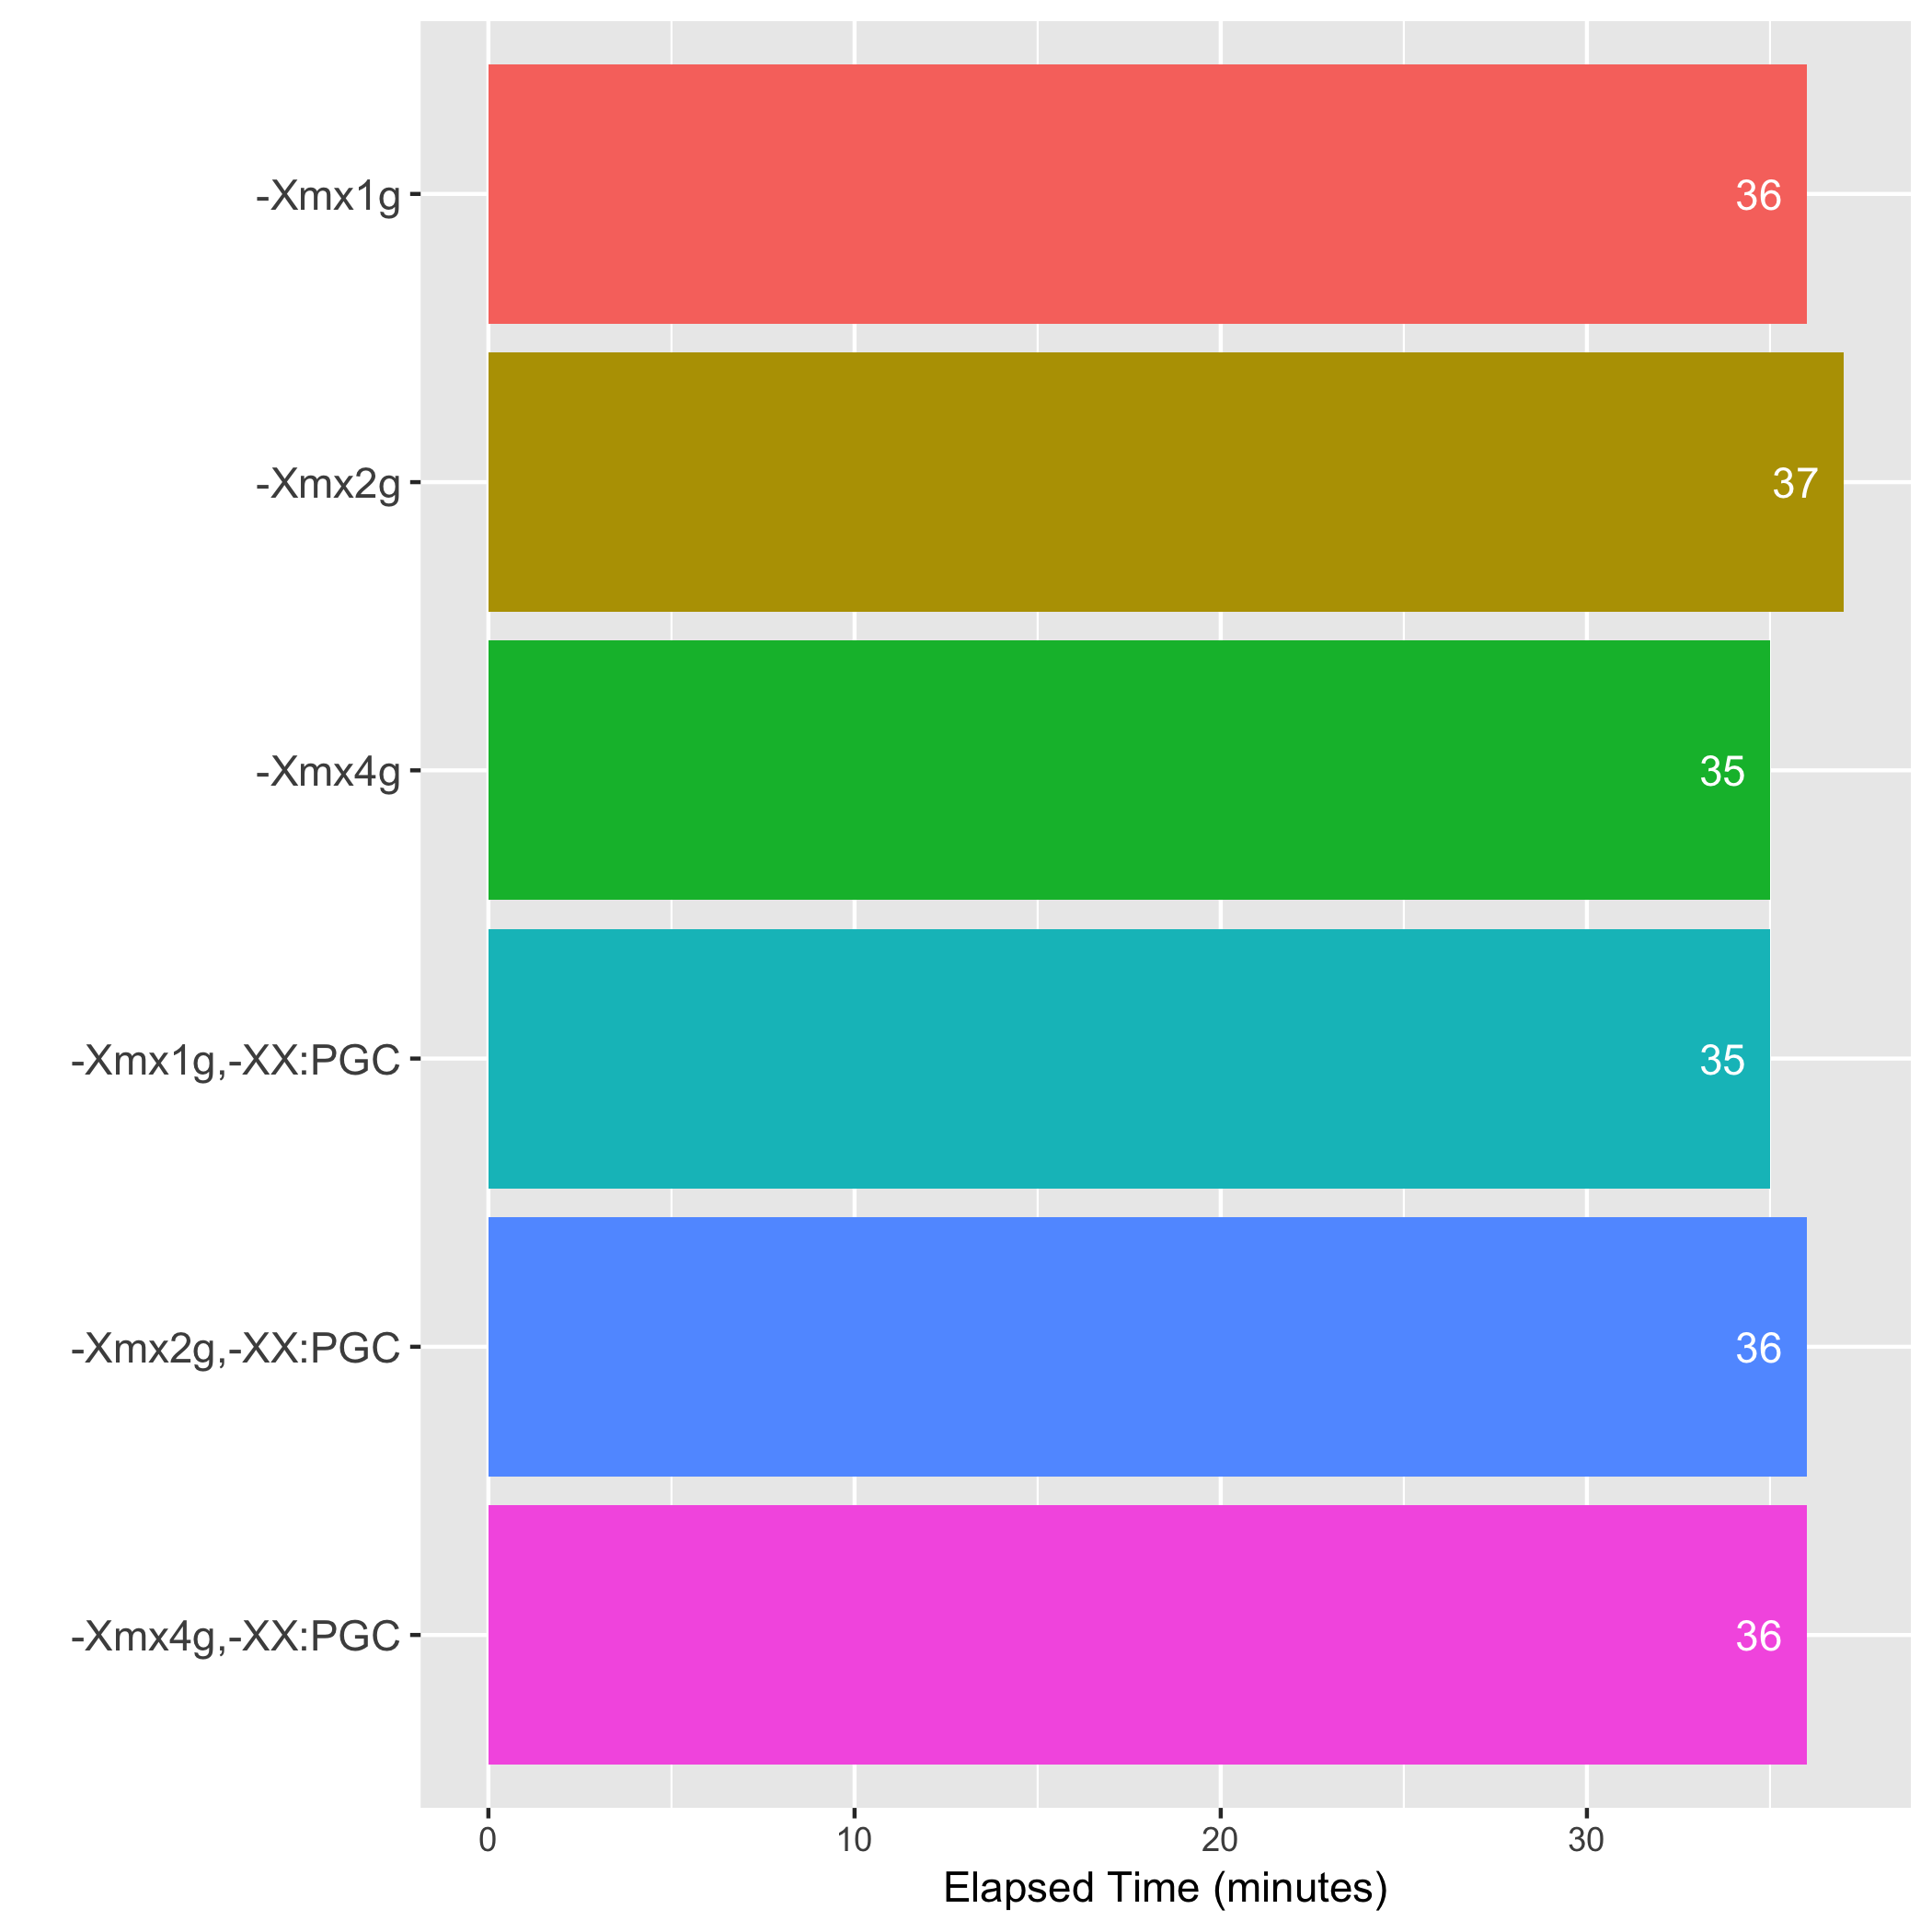 -Xmx1g
36
-Xmx2g
37
-Xmx4g
35
-Xmx1g,-XX:PGC
35
-Xmx2g,-XX:PGC
36
-Xmx4g,-XX:PGC
36
0 10 20 30
Elapsed Time (minutes)